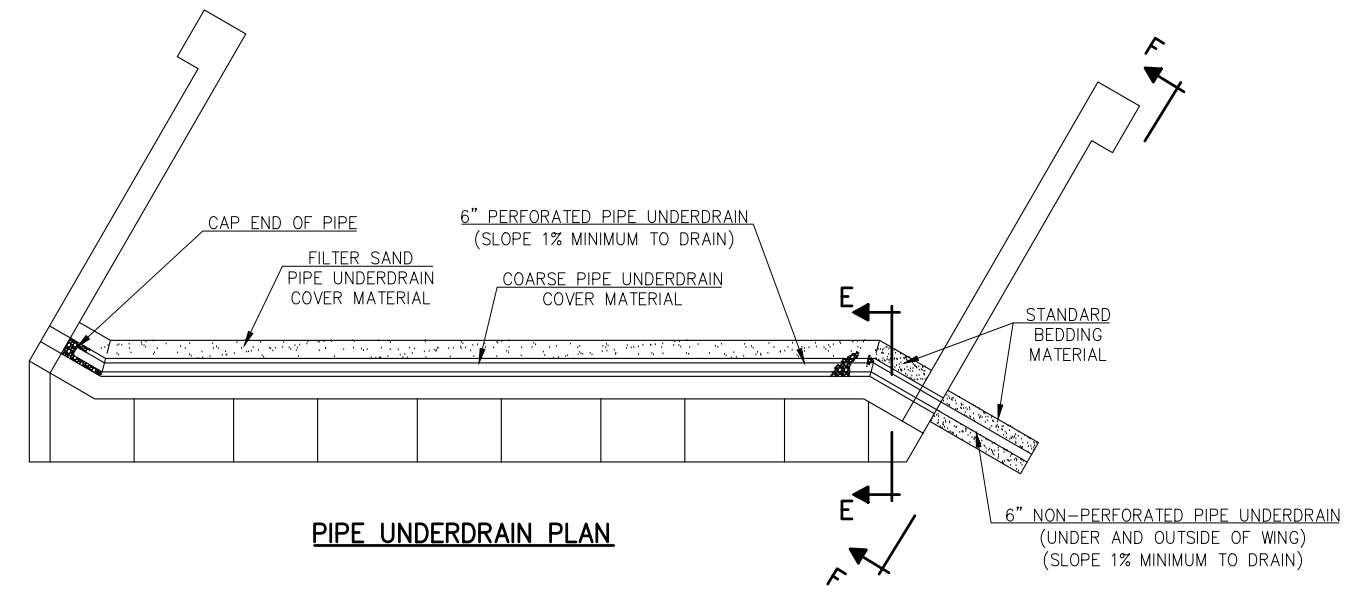 F
CAP END OF PIPE
6" PERFORATED PIPE UNDERDRAIN
(SLOPE 1% MINIMUM TO DRAIN)
FILTER SAND
PIPE UNDERDRAIN
COVER MATERIAL
COARSE PIPE UNDERDRAIN
COVER MATERIAL
E
STANDARD
BEDDING
MATERIAL
E
6" NON-PERFORATED PIPE UNDERDRAIN
(UNDER AND OUTSIDE OF WING)
(SLOPE 1% MINIMUM TO DRAIN)
PIPE UNDERDRAIN PLAN
F